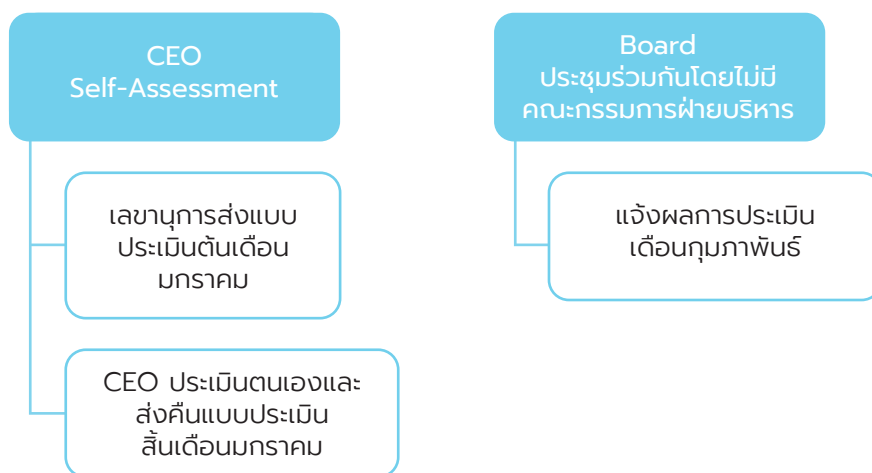 CEO
Self-Assessment
เลขานุการส่งแบบ
ประเมินต้นเดือน
มกราคม
CEO ประเมินตนเองและ
ส่งคืนแบบประเมิน
สิ้นเดือนมกราคม
Board
ประชุมร่วมกันโดยไม่มี
คณะกรรมการฝ่ายบริหาร
แจ้งผลการประเมิน
เดือนกุมภาพันธ์